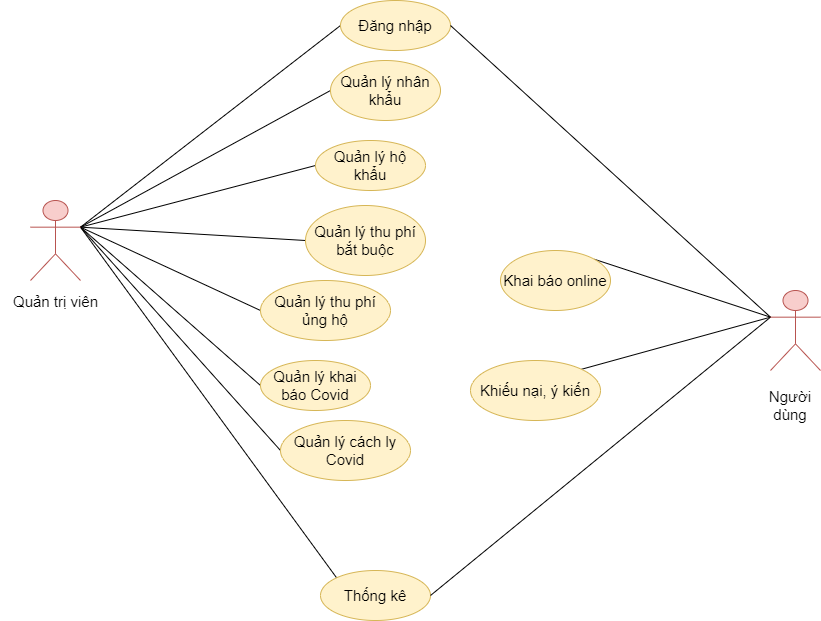 Đăng nhập
Quản lý nhân
khẩu
Quản lý hộ
khẩu
Quản lý thu phí
bắt buộc
Khai báo online
Quản trị viên
Quản lý thu phí
ủng hộ
Quản lý khai
báo Covid
Khiếu nại, ý kiến
Người
dùng
Quản lý cách ly
Covid
Thống kê